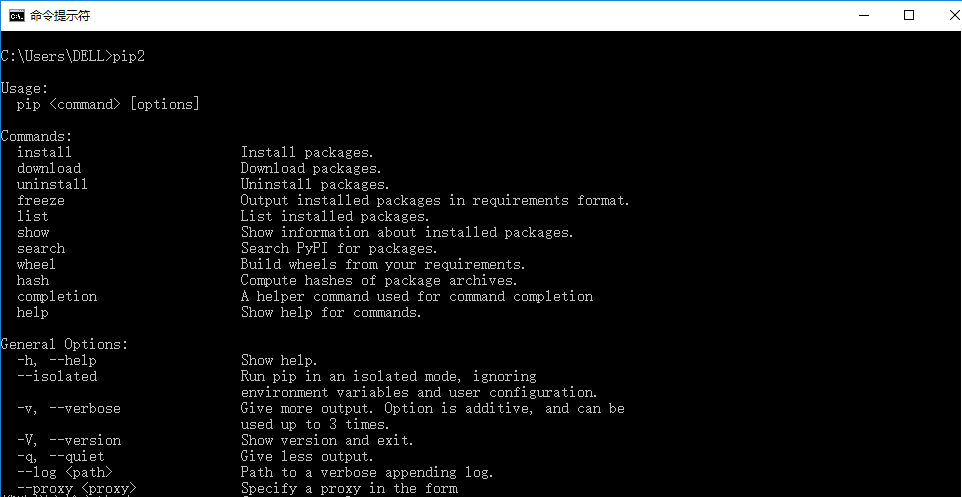 命令提示符
C:\Users\DELL>pip2
Usage:
pip <command> [options]
Commands:
install Install packages.
download Download packages.
uninstall Uninstall packages.
freeze Output installed packages in requirements format.
list List installed packages.
show Show information about installed packages.
search Search PyPI for packages.
wheel Build wheels from your requirements.
hash Compute hashes of package archives.
completion A helper command used for command completion
help Show help for commands.
General Options:
-h, --help Show help.
--isolated Run pip in an isolated mode, ignoring
environment variables and user configuration.
-v, --verbose Give more output. Option is additive, and can be
used up to 3 times.
-V, --version Show version and exit.
-q, --quiet Give less output.
--log <path> Path to a verbose appending log.
--proxy <proxy> Specify a proxy in the form